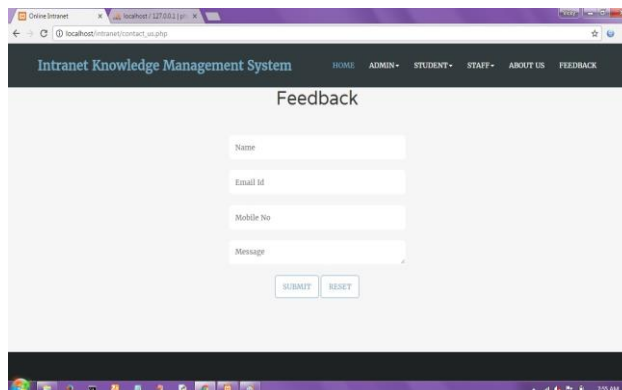 Online Intranet
localhost / 127.0.0.1 | ph
localhost/intranet/contact_us.php
Intranet Knowledge Management System
HOME ADMIN STUDENT STAFF ABOUT US FEEDBACK
Feedback
Name
Email Id
Mobile No
Message
SUBMIT RESET